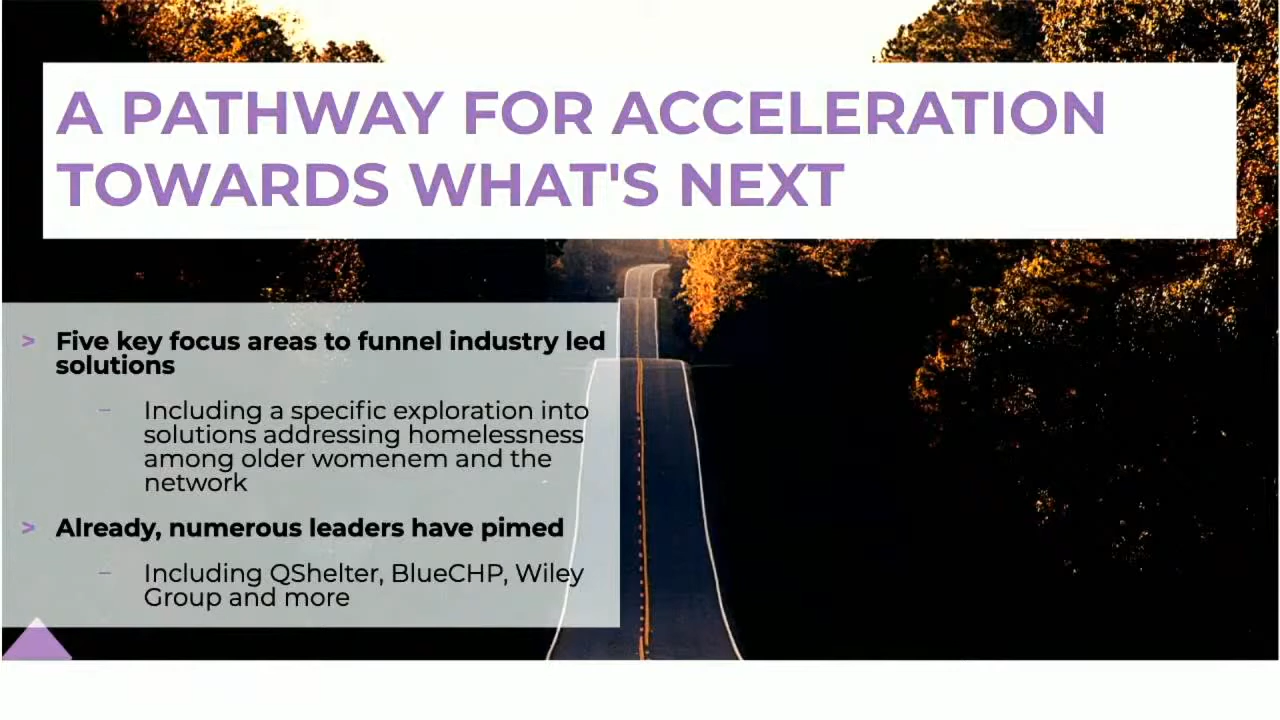 A PATHWAY FOR ACCELERATION
TOWARDS WHAT'S NEXT
> Five key focus areas to funnel industry led
solutions
– Including a specific exploration into
solutions addressing homelessness
among older womenem and the
network
> Already, numerous leaders have pimed
– Including QShelter, BlueCHP, Wiley
Group and more